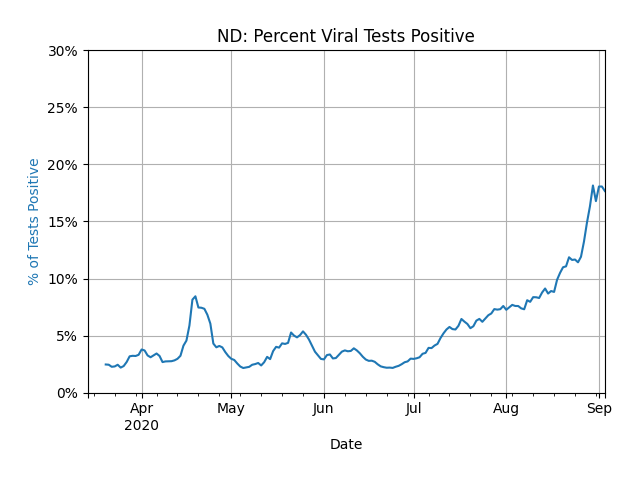 ND: Percent Viral Tests Positive
30%
25%
20%
15%
10%
5%
0%
% of Tests Positive
Apr May Jun Jul Aug Sep
2020
Date